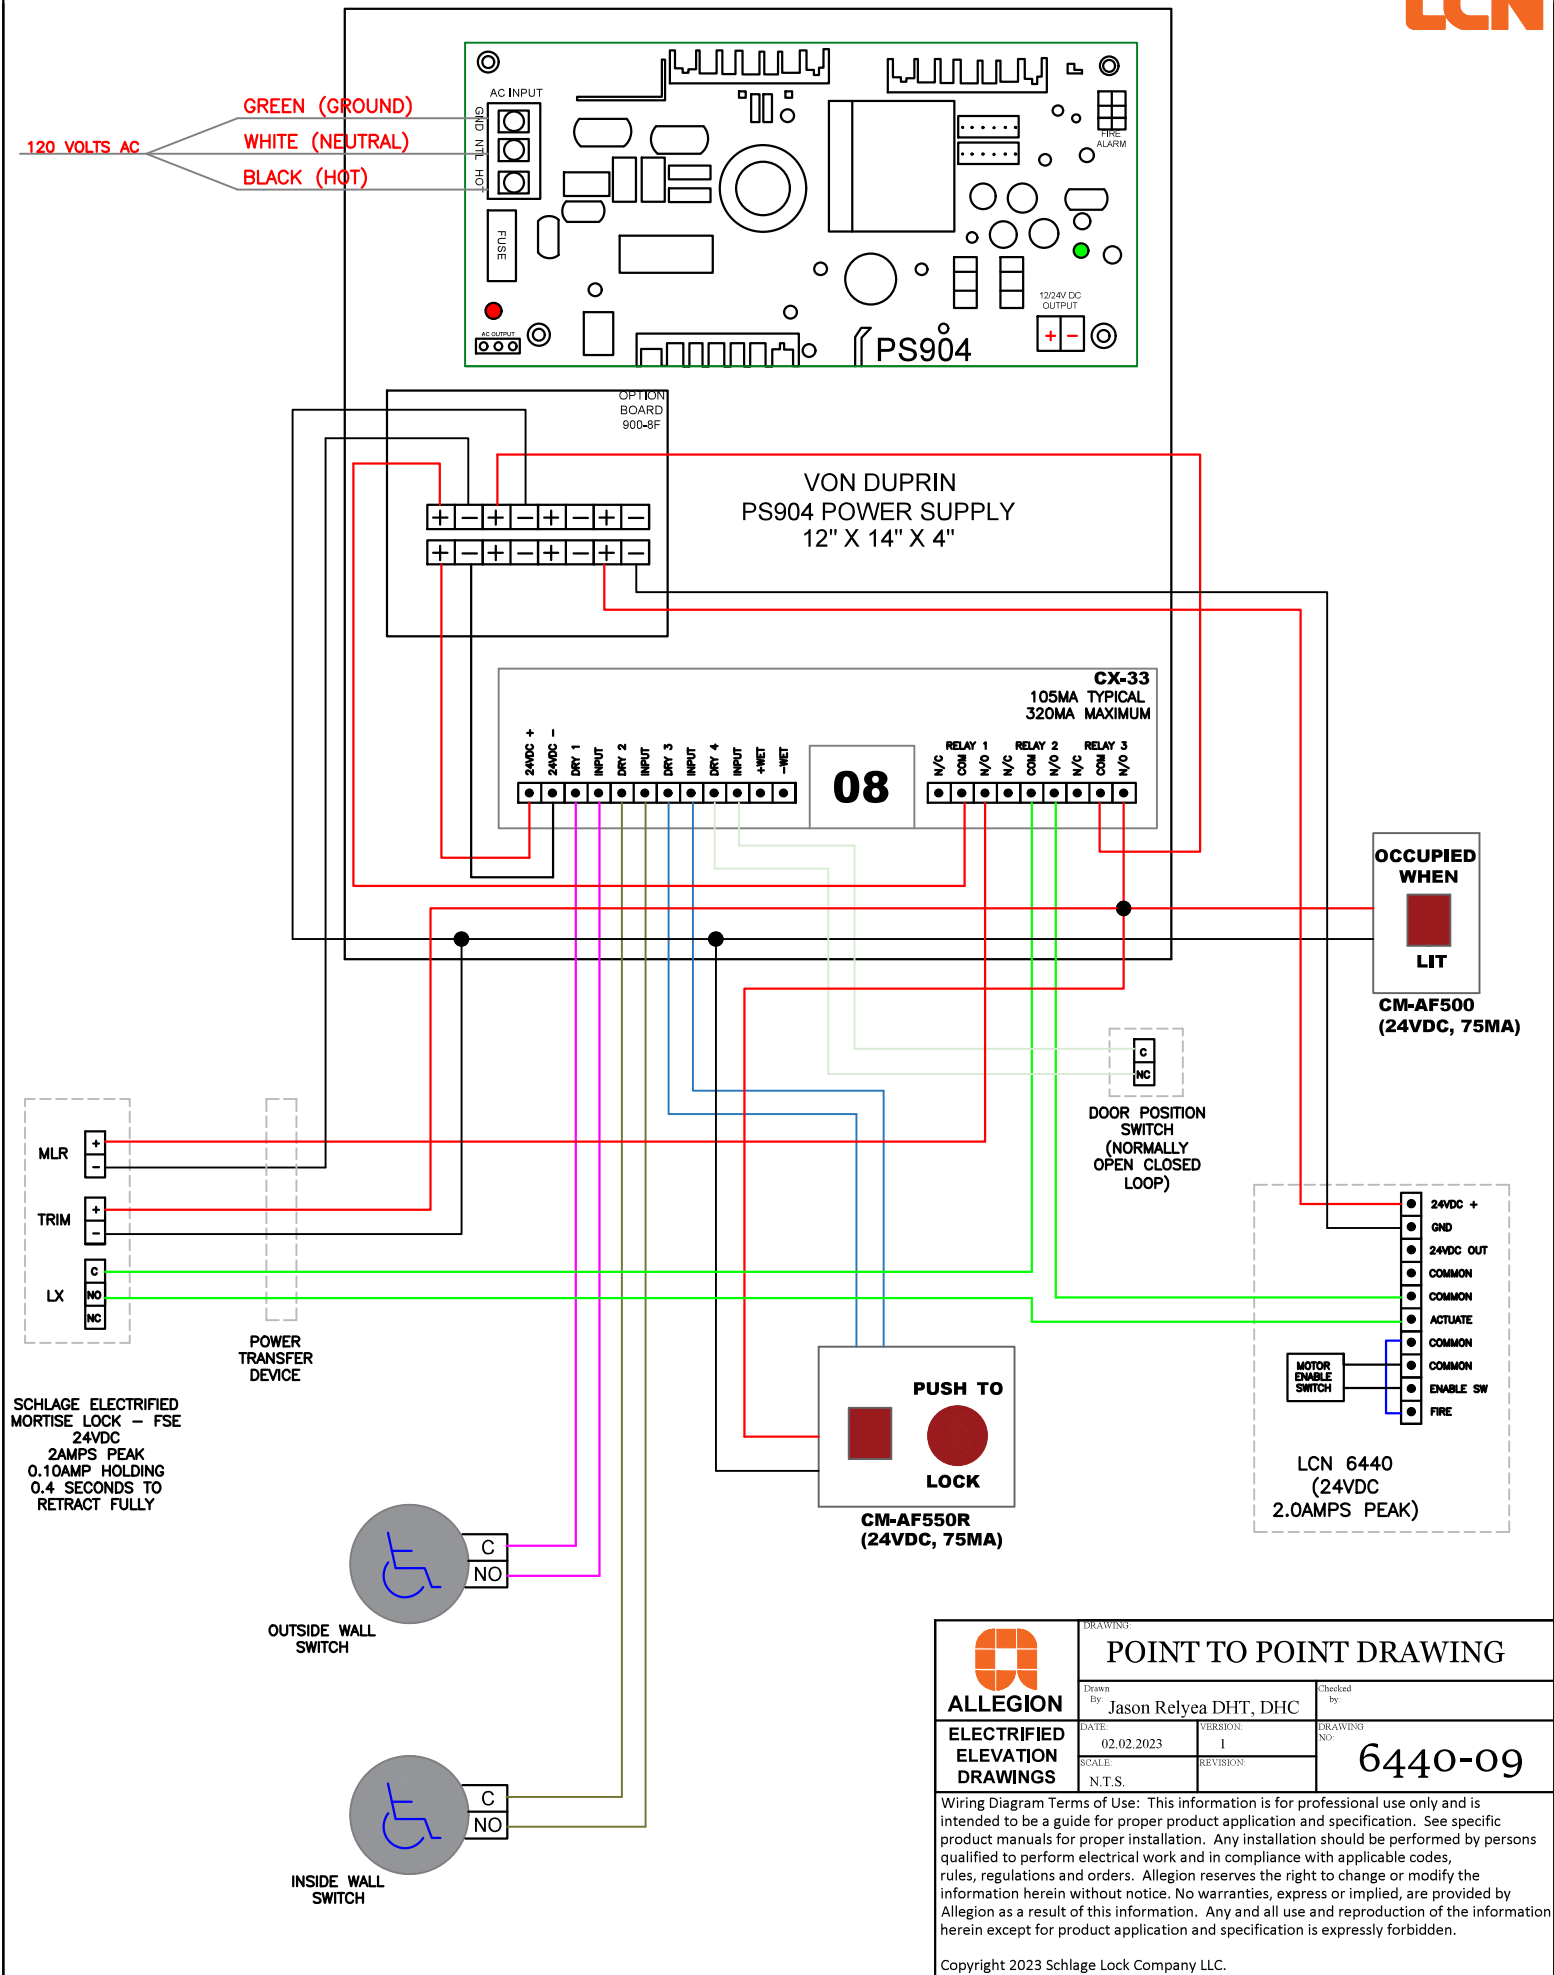 LCN
120 VOLTS AC
GREEN (GROUND)
WHITE (NEUTRAL)
BLACK (HOT)
AC INPUT
GND
NTL
HOT
FUSE
AC OUTPUT
FIRE
ALARM
12/24V DC
OUTPUT
+ −
PS904
OPTION
BOARD
900-8F
+ − + − + − + −
+ − + − + − + −
VON DUPRIN
PS904 POWER SUPPLY
12" X 14" X 4"
CX-33
105MA TYPICAL
320MA MAXIMUM
24VDC +
24VDC −
DRY 1
INPUT
DRY 2
INPUT
DRY 3
INPUT
DRY 4
INPUT
+WET
−WET
08
RELAY 1
N/C
COM
N/O
RELAY 2
N/C
COM
N/O
RELAY 3
N/C
COM
N/O
OCCUPIED
WHEN
LIT
CM-AF500
(24VDC, 75MA)
C
NC
DOOR POSITION
SWITCH
(NORMALLY
OPEN CLOSED
LOOP)
MLR
+
−
TRIM
+
−
LX
C
NO
NC
POWER
TRANSFER
DEVICE
SCHLAGE ELECTRIFIED
MORTISE LOCK − FSE
24VDC
2AMPS PEAK
0.10AMP HOLDING
0.4 SECONDS TO
RETRACT FULLY
24VDC +
GND
24VDC OUT
COMMON
COMMON
ACTUATE
COMMON
COMMON
ENABLE SW
FIRE
MOTOR
ENABLE
SWITCH
LCN 6440
(24VDC
2.0AMPS PEAK)
PUSH TO
LOCK
CM-AF550R
(24VDC, 75MA)
C
NO
OUTSIDE WALL
SWITCH
C
NO
INSIDE WALL
SWITCH
ALLEGION
ELECTRIFIED
ELEVATION
DRAWINGS
DRAWING:
POINT TO POINT DRAWING
Drawn
By: Jason Relyea DHT, DHC
Checked
by:
DATE:
02.02.2023
VERSION:
1
SCALE:
N.T.S.
REVISION:
DRAWING
NO:
6440-09
Wiring Diagram Terms of Use: This information is for professional use only and is
intended to be a guide for proper product application and specification. See specific
product manuals for proper installation. Any installation should be performed by persons
qualified to perform electrical work and in compliance with applicable codes,
rules, regulations and orders. Allegion reserves the right to change or modify the
information herein without notice. No warranties, express or implied, are provided by
Allegion as a result of this information. Any and all use and reproduction of the information
herein except for product application and specification is expressly forbidden.
Copyright 2023 Schlage Lock Company LLC.